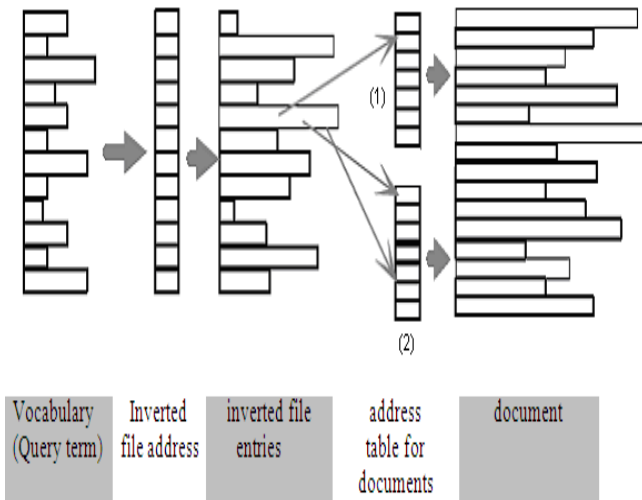 (1)
(2)
Vocabulary
(Query term)
Inverted
file address
inverted file
entries
address
table for
documents
document